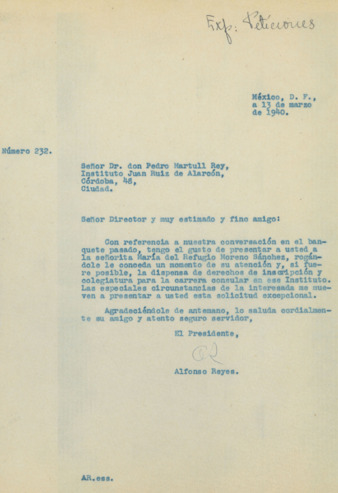 Exp: Peticiones
México, D. F.,
a 13 de marzo
de 1940.
Número 232.
Señor Dr. don Pedro Martull Rey,
Instituto Juan Ruiz de Alarcón,
Córdoba, 48,
Ciudad.
Señor Director y muy estimado y fino amigo:
Con referencia a nuestra conversación en el ban-
quete pasado, tengo el gusto de presentar a usted a
la señorita María del Refugio Moreno Sánchez, rogán-
dole le conceda un momento de su atención y, si fue-
re posible, la dispensa de derechos de inscripción y
colegiatura para la carrera consular en ese Instituto.
Las especiales circunstancias de la interesada me mue-
ven a presentar a usted esta solicitud excepcional.
Agradeciéndole de antemano, lo saluda cordialmen-
te su amigo y atento seguro servidor,
El Presidente,
Alfonso Reyes.
AR.ess.